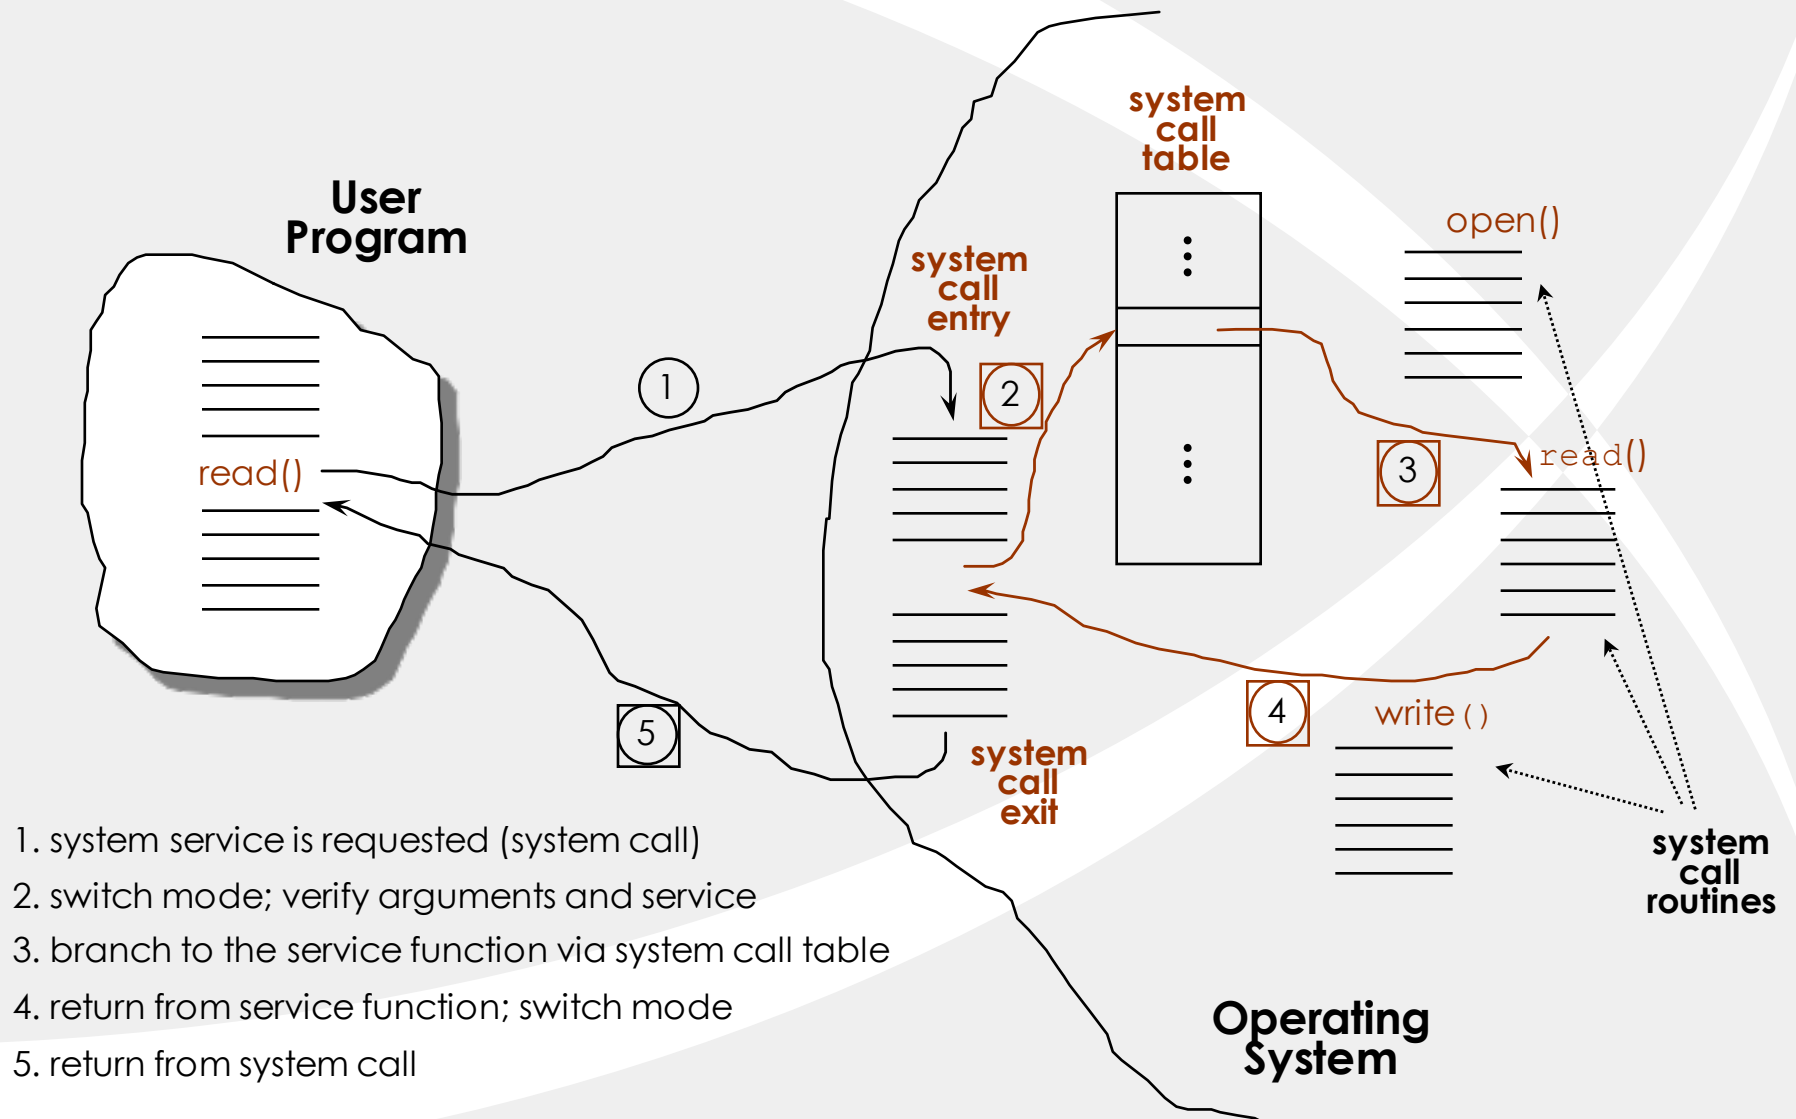 User
Program
read()
1
system
call
entry
2
system
call
table
open()
3
read()
4
write()
5
system
call
exit
system
call
routines
Operating
System
1. system service is requested (system call)
2. switch mode; verify arguments and service
3. branch to the service function via system call table
4. return from service function; switch mode
5. return from system call